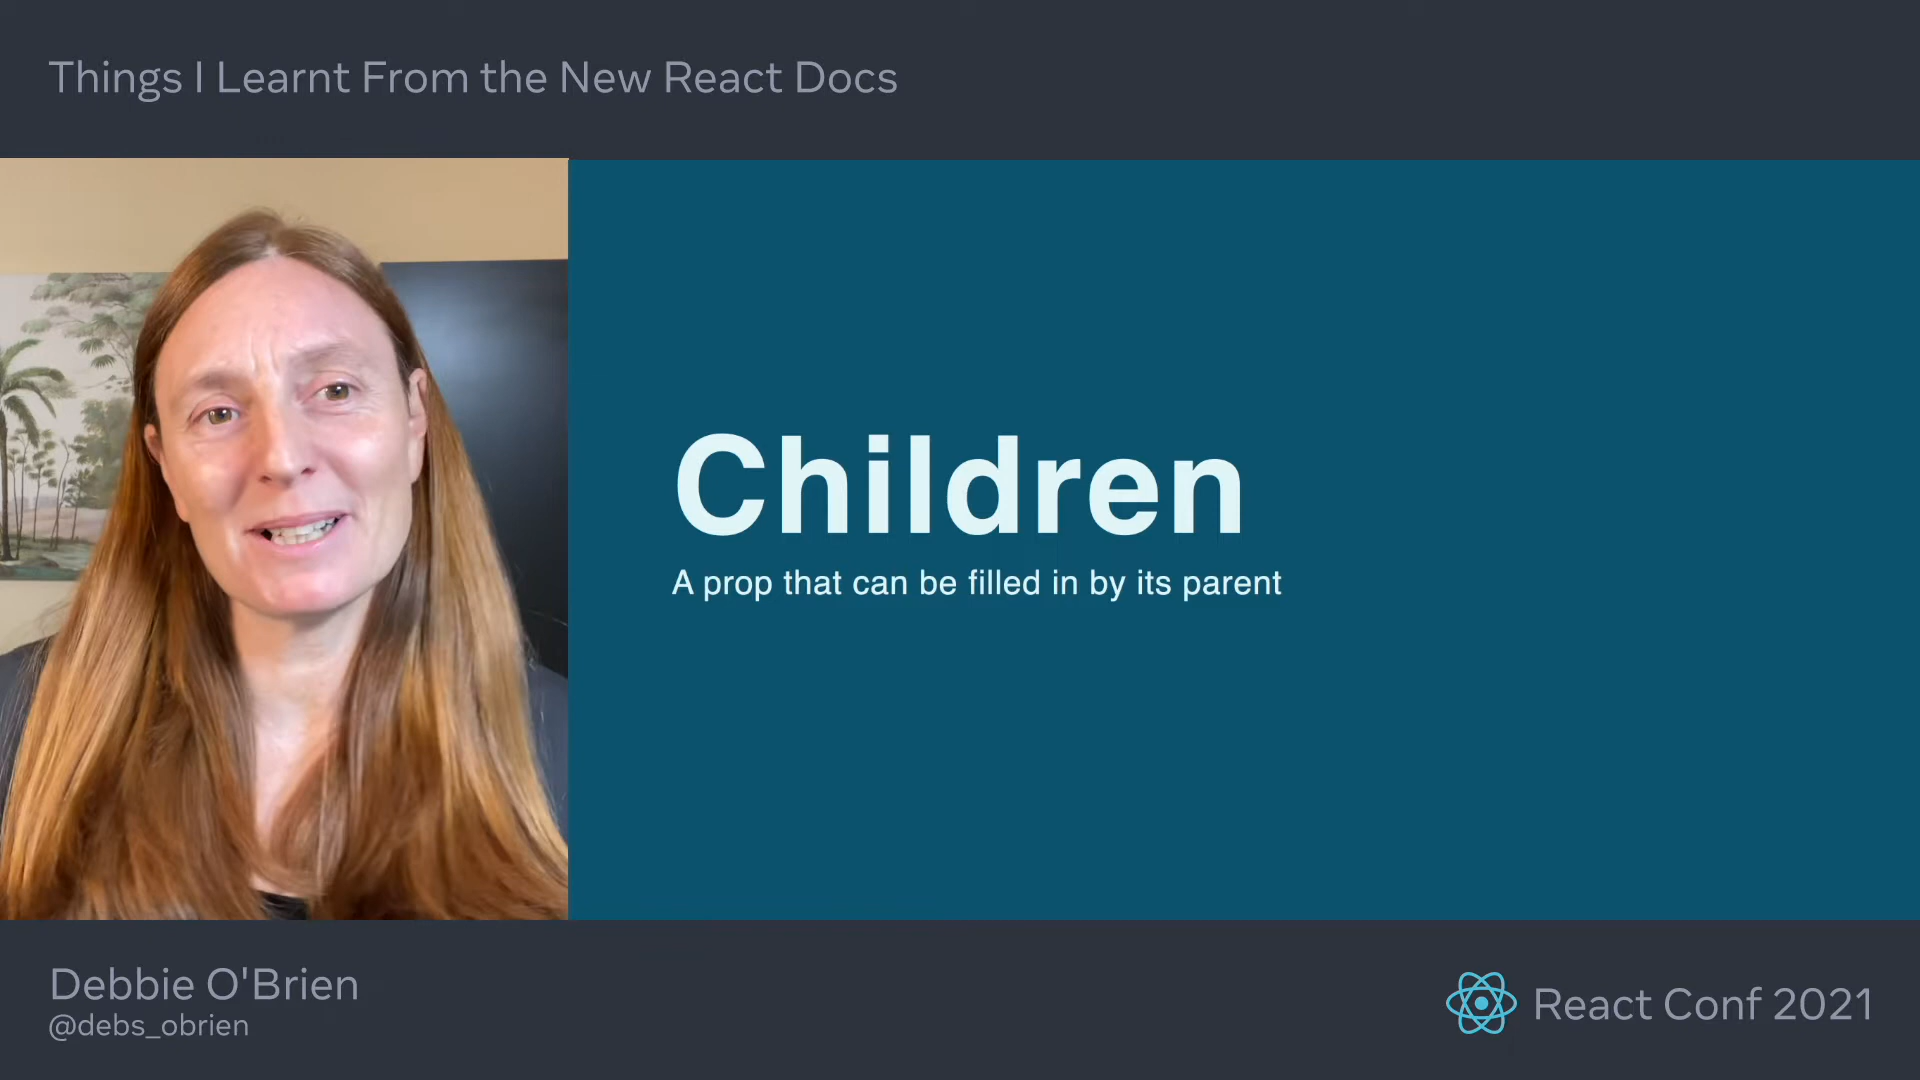 Things I Learnt From the New React Docs
Children
A prop that can be filled in by its parent
Debbie O'Brien
@debs_obrien
React Conf 2021